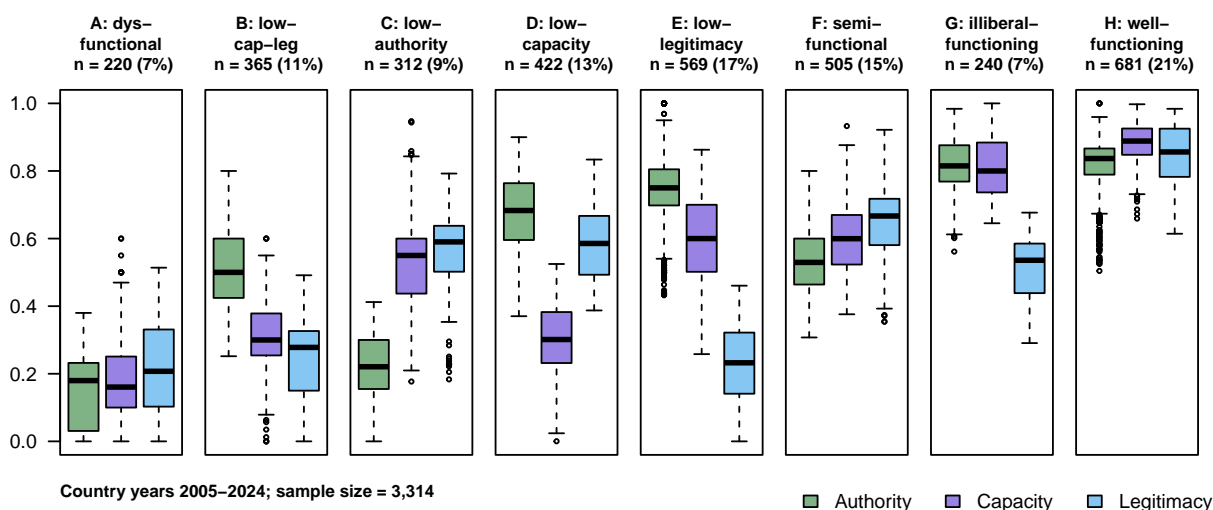 A: dys–
functional
n = 220 (7%)
B: low–
cap–leg
n = 365 (11%)
C: low–
authority
n = 312 (9%)
D: low–
capacity
n = 422 (13%)
E: low–
legitimacy
n = 569 (17%)
F: semi–
functional
n = 505 (15%)
G: illiberal–
functioning
n = 240 (7%)
H: well–
functioning
n = 681 (21%)
1.0
0.8
0.6
0.4
0.2
0.0
Country years 2005–2024; sample size = 3,314
Authority
Capacity
Legitimacy